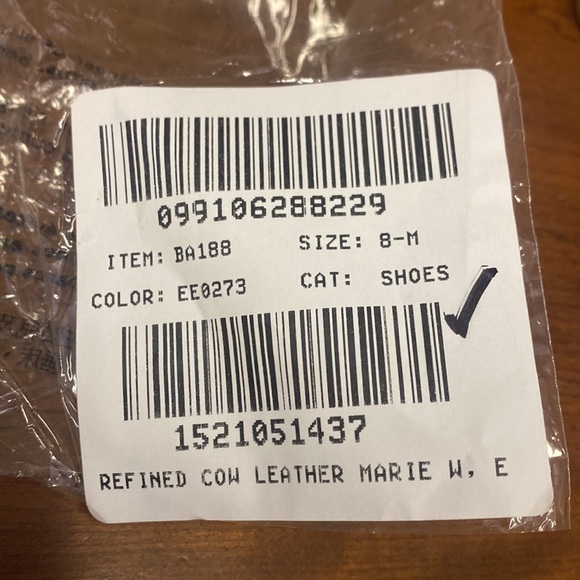 099106288229
ITEM: BA188 SIZE: 8-M
COLOR: EE0273 CAT: SHOES
1521051437
REFINED COW LEATHER MARIE W, E